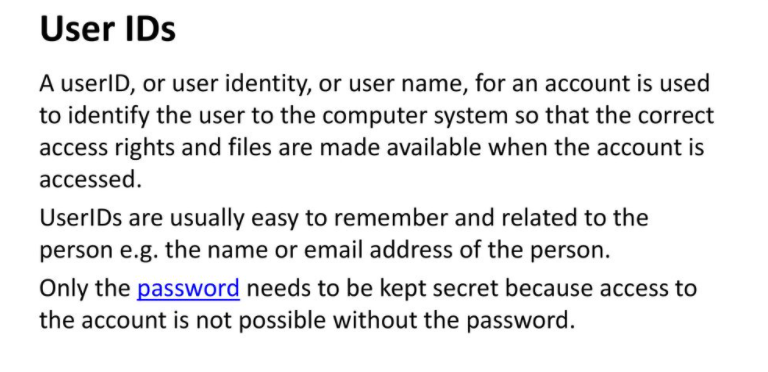 User IDs
A userID, or user identity, or user name, for an account is used
to identify the user to the computer system so that the correct
access rights and files are made available when the account is
accessed.
UserIDs are usually easy to remember and related to the
person e.g. the name or email address of the person.
Only the password needs to be kept secret because access to
the account is not possible without the password.